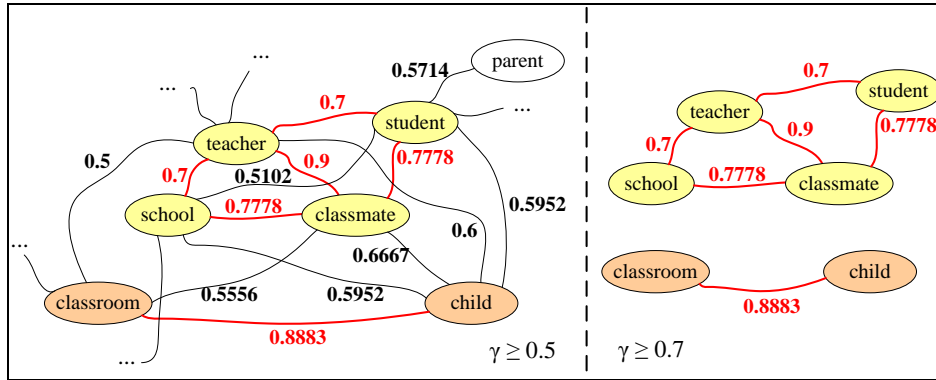 ...
...
parent
0.5714
...
0.7
student
teacher
0.5
0.7
0.9
0.7778
0.5102
school
0.7778
classmate
0.5952
0.6
...
0.6667
classroom
0.5556
0.5952
child
0.8883
...
γ ≥ 0.5
0.7
student
teacher
0.7778
0.7
0.9
school
0.7778
classmate
classroom
child
0.8883
γ ≥ 0.7